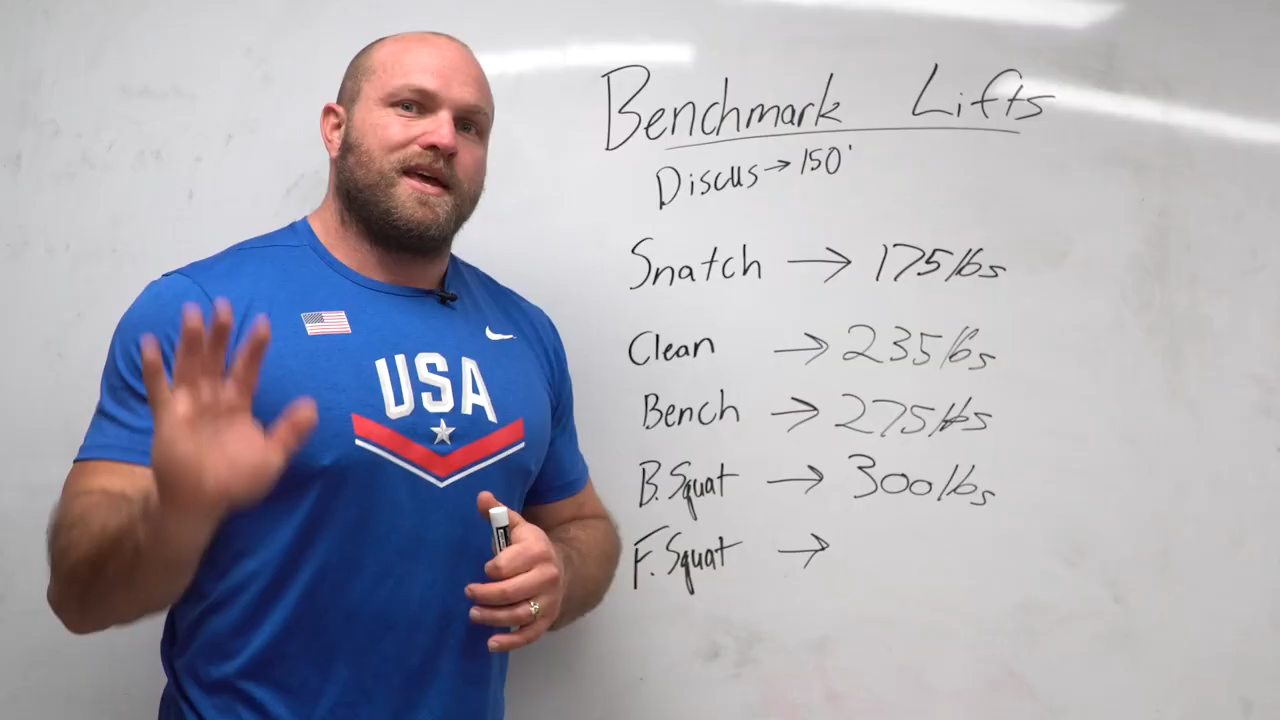 Benchmark Lifts
Discus → 150'
Snatch → 175lbs
Clean → 235lbs
Bench → 275lbs
B. Squat → 300lbs
F. Squat →
USA